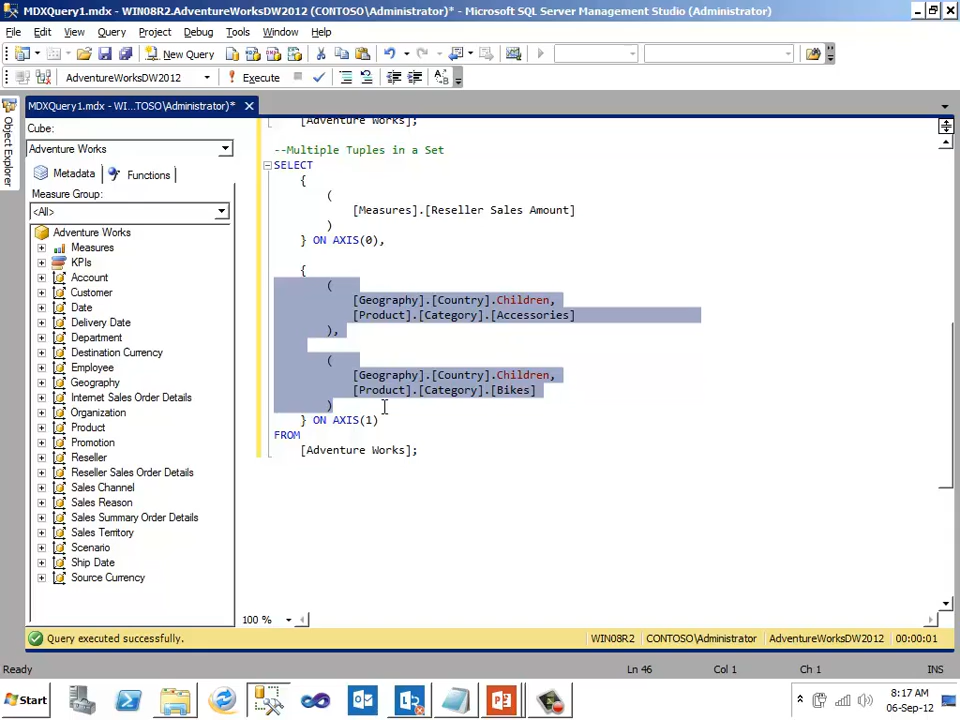 MDXQuery1.mdx - WIN08R2.AdventureWorksDW2012 (CONTOSO\Administrator)* - Microsoft SQL Server Management Studio (Administrator)
File Edit View Query Project Debug Tools Window Help
New Query
AdventureWorksDW2012 Execute
MDXQuery1.mdx - WI...TOSO\Administrator)*
Object Explorer
Cube:
Adventure Works
Metadata Functions
Measure Group:
<All>
Adventure Works
Measures
KPIs
Account
Customer
Date
Delivery Date
Department
Destination Currency
Employee
Geography
Internet Sales Order Details
Organization
Product
Promotion
Reseller
Reseller Sales Order Details
Sales Channel
Sales Reason
Sales Summary Order Details
Sales Territory
Scenario
Ship Date
Source Currency
[Adventure Works];
--Multiple Tuples in a Set
SELECT
{
(
[Measures].[Reseller Sales Amount]
)
} ON AXIS(0),
{
(
[Geography].[Country].Children,
[Product].[Category].[Accessories]
),
(
[Geography].[Country].Children,
[Product].[Category].[Bikes]
)
} ON AXIS(1)
FROM
[Adventure Works];
100 %
Query executed successfully. WIN08R2 CONTOSO\Administrator AdventureWorksDW2012 00:00:01
Ready Ln 46 Col 1 Ch 1 INS
Start 8:17 AM
06-Sep-12